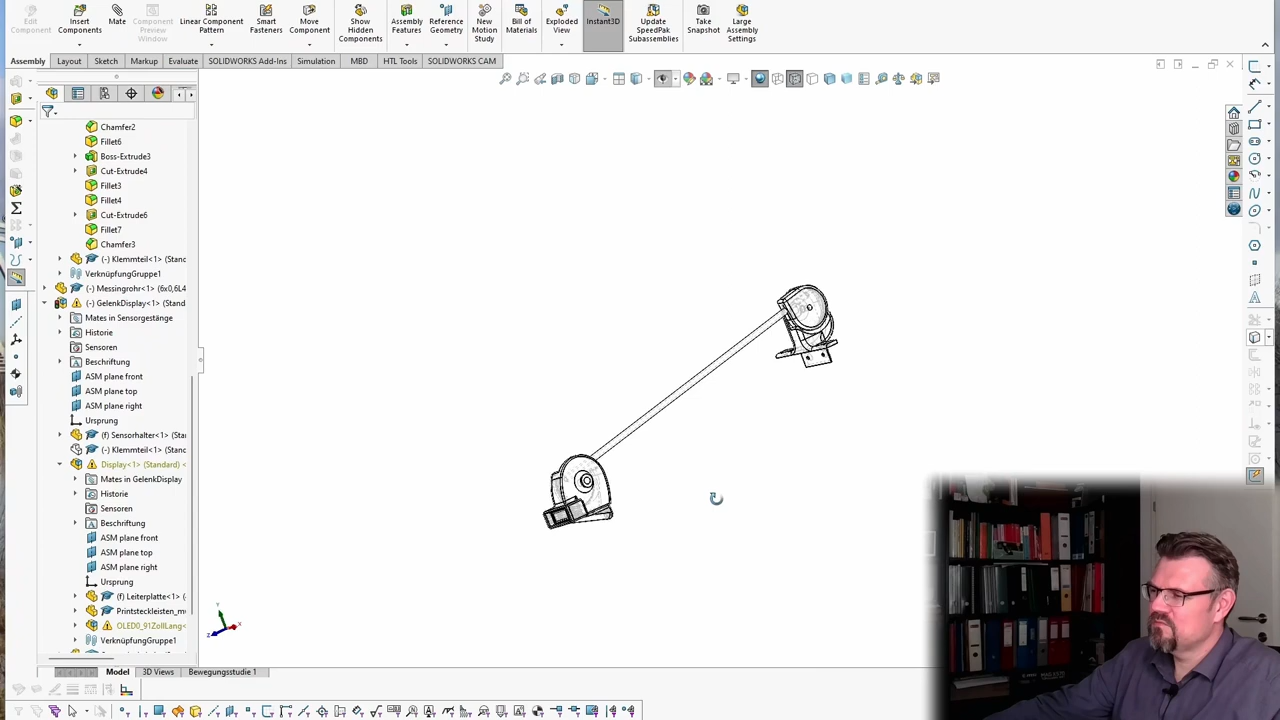 Edit Component
Insert Components
Mate
Component Preview Window
Linear Component Pattern
Smart Fasteners
Move Component
Show Hidden Components
Assembly Features
Reference Geometry
New Motion Study
Bill of Materials
Exploded View
Instant3D
Update SpeedPak Subassemblies
Take Snapshot
Large Assembly Settings
Assembly Layout Sketch Markup Evaluate SOLIDWORKS Add-Ins Simulation MBD HTL Tools SOLIDWORKS CAM
Chamfer2
Fillet6
Boss-Extrude3
Cut-Extrude4
Fillet3
Fillet4
Cut-Extrude6
Fillet7
Chamfer3
(-) Klemmteil<1> (Stanc
VerknüpfungGruppe1
(-) Messingrohr<1> (6x0,6L4
(-) GelenkDisplay<1> (Stand
Mates in Sensorgestänge
Historie
Sensoren
Beschriftung
ASM plane front
ASM plane top
ASM plane right
Ursprung
(f) Sensorhalter<1> (Sta
(-) Klemmteil<1> (Stanc
Display<1> (Standard) <
Mates in GelenkDisplay
Historie
Sensoren
Beschriftung
ASM plane front
ASM plane top
ASM plane right
Ursprung
(f) Leiterplatte<1> (
Printsteckleisten_m
OLED0_91ZollLang<
VerknüpfungGruppe1
Y
Z
X
Model 3D Views Bewegungsstudie 1